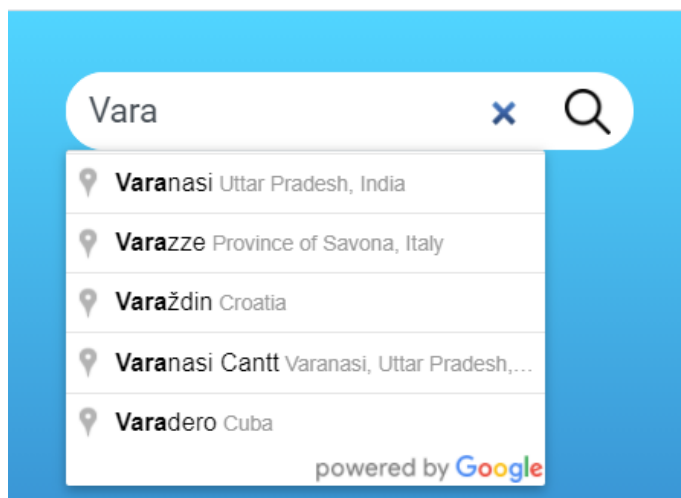 Vara
Varanasi Uttar Pradesh, India
Varazze Province of Savona, Italy
Varaždin Croatia
Varanasi Cantt Varanasi, Uttar Pradesh,...
Varadero Cuba
powered by Google